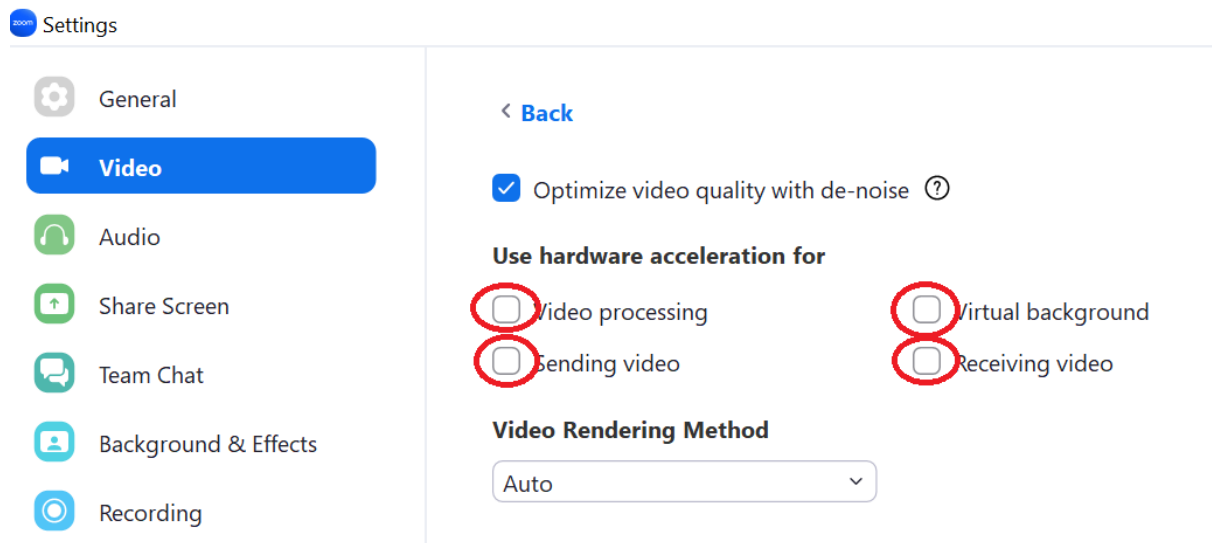 zoom Settings
General
Video
Audio
Share Screen
Team Chat
Background & Effects
Recording
< Back
Optimize video quality with de-noise ?
Use hardware acceleration for
Video processing
Virtual background
Sending video
Receiving video
Video Rendering Method
Auto